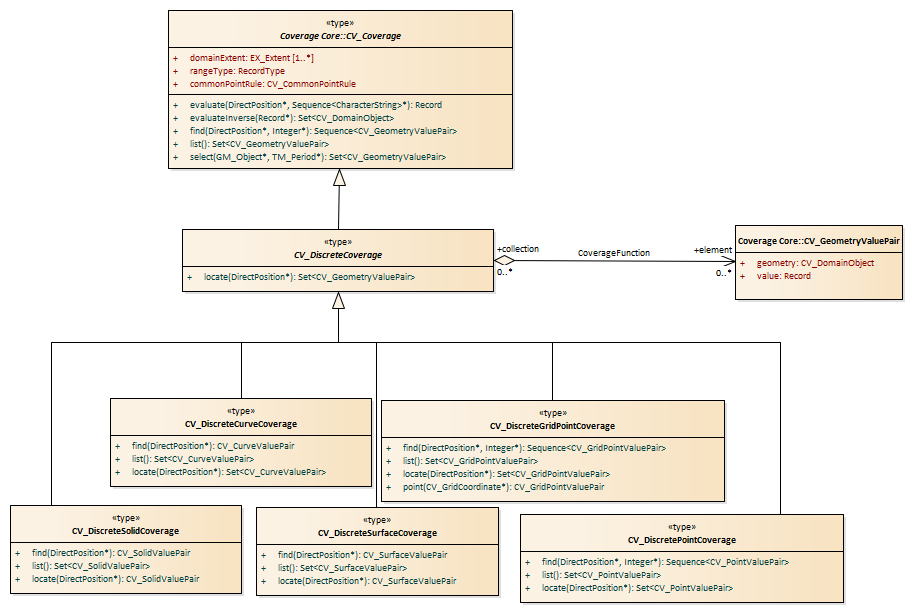 «type»
Coverage Core::CV_Coverage
+ domainExtent: EX_Extent [1..*]
+ rangeType: RecordType
+ commonPointRule: CV_CommonPointRule
+ evaluate(DirectPosition*, Sequence<CharacterString>*): Record
+ evaluateInverse(Record*): Set<CV_DomainObject>
+ find(DirectPosition*, Integer*): Sequence<CV_GeometryValuePair>
+ list(): Set<CV_GeometryValuePair>
+ select(GM_Object*, TM_Period*): Set<CV_GeometryValuePair>
«type»
CV_DiscreteCoverage
+ locate(DirectPosition*): Set<CV_GeometryValuePair>
+collection
0..*
CoverageFunction
+element
0..*
Coverage Core::CV_GeometryValuePair
+ geometry: CV_DomainObject
+ value: Record
«type»
CV_DiscreteCurveCoverage
+ find(DirectPosition*): CV_CurveValuePair
+ list(): Set<CV_CurveValuePair>
+ locate(DirectPosition*): Set<CV_CurveValuePair>
«type»
CV_DiscreteGridPointCoverage
+ find(DirectPosition*, Integer*): Sequence<CV_GridPointValuePair>
+ list(): Set<CV_GridPointValuePair>
+ locate(DirectPosition*): Set<CV_GridPointValuePair>
+ point(CV_GridCoordinate*): CV_GridPointValuePair
«type»
CV_DiscreteSolidCoverage
+ find(DirectPosition*): CV_SolidValuePair
+ list(): Set<CV_SolidValuePair>
+ locate(DirectPosition*): CV_SolidValuePair
«type»
CV_DiscreteSurfaceCoverage
+ find(DirectPosition*): CV_SurfaceValuePair
+ list(): Set<CV_SurfaceValuePair>
+ locate(DirectPosition*): CV_SurfaceValuePair
«type»
CV_DiscretePointCoverage
+ find(DirectPosition*, Integer*): Sequence<CV_PointValuePair>
+ list(): Set<CV_PointValuePair>
+ locate(DirectPosition*): Set<CV_PointValuePair>